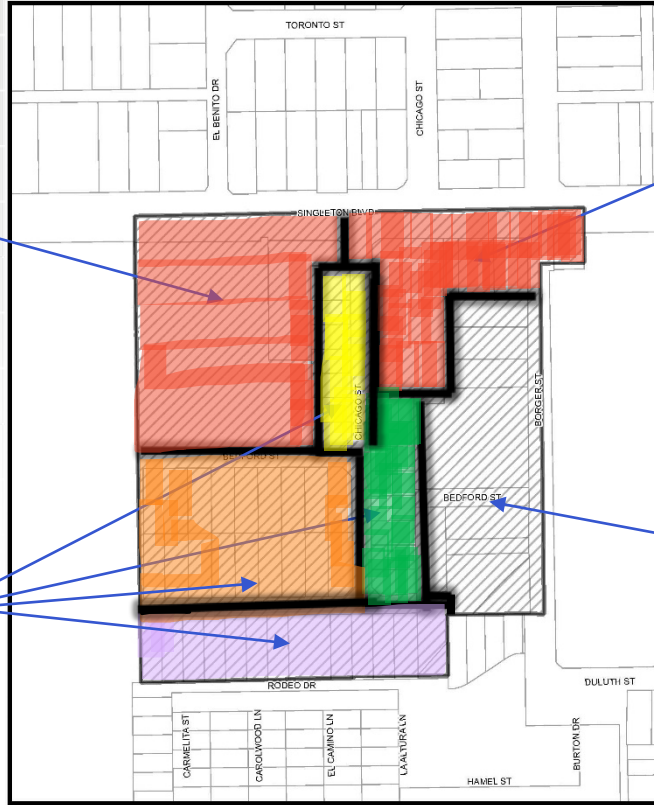 TORONTO ST
EL BENITO DR
CHICAGO ST
SINGLETON BLVD
CHICAGO ST
BORGER ST
BEDFORD ST
BEDFORD ST
RODEO DR
DULUTH ST
CARMELITA ST
CAROLWOOD LN
EL CAMINO LN
LA ALTURA LN
BURTON DR
HAMEL ST